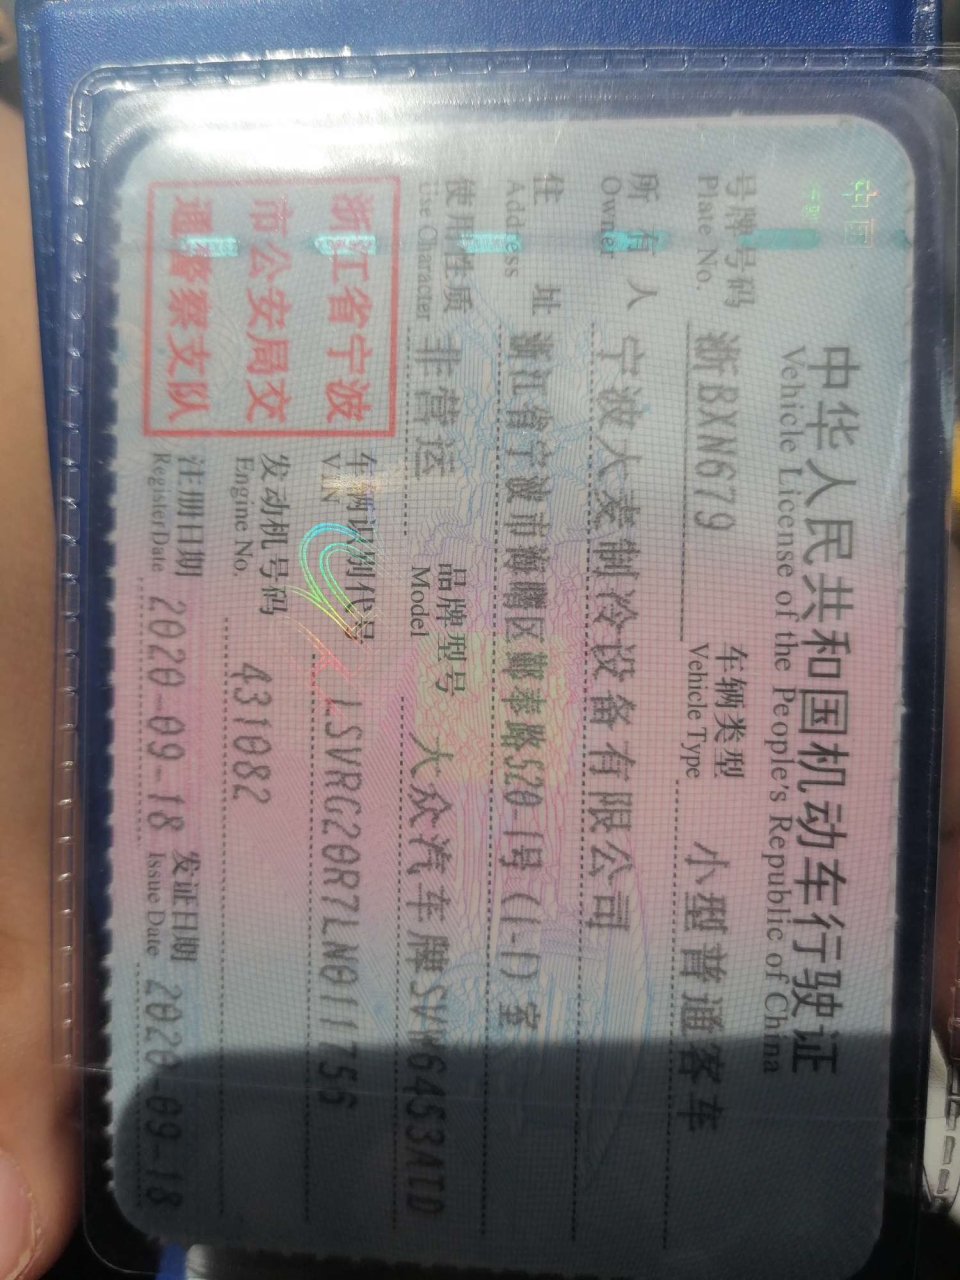 中华人民共和国机动车行驶证
Vehicle License of the People's Republic of China
号牌号码 浙BXN679 车辆类型 小型普通客车
Plate No. Vehicle Type
所有人 宁波大麦制冷设备有限公司
Owner
住址 浙江省宁波市海曙区鄞奉路520-1号(1-1)室
Address
使用性质 非营运 品牌型号 大众汽车牌SVW6453ATD
Use Character Model
浙江省宁波
市公安局交
通警察支队
车辆识别代号 LSVRG20R7LN011755
VIN
发动机号码 431082
Engine No.
注册日期 2020-09-18 发证日期 2020-09-18
Register Date Issue Date
中国